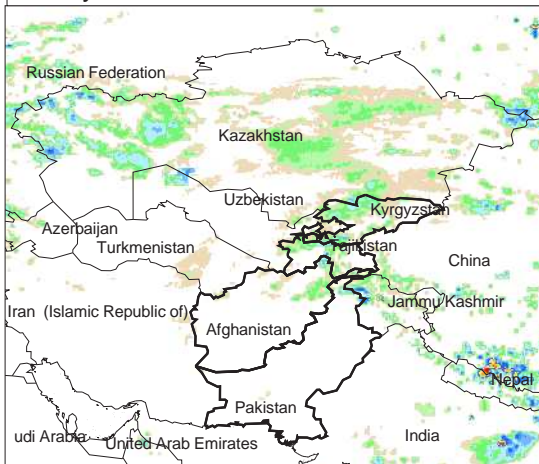 Russian Federation
Kazakhstan
Uzbekistan
Kyrgyzstan
Azerbaijan
Turkmenistan
Tajikistan
China
Iran (Islamic Republic of)
Jammu Kashmir
Afghanistan
Nepal
Pakistan
udi Arabia
United Arab Emirates
India